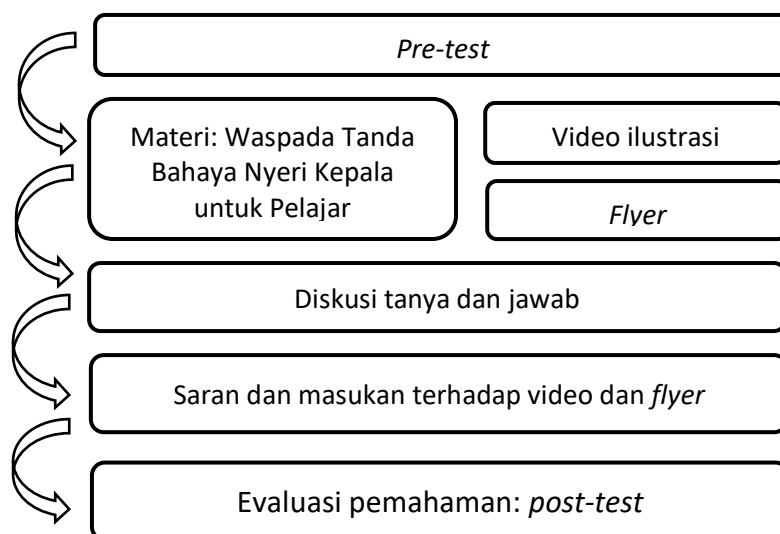 Pre-test
Materi: Waspada Tanda
Bahaya Nyeri Kepala
untuk Pelajar
Video ilustrasi
Flyer
Diskusi tanya dan jawab
Saran dan masukan terhadap video dan flyer
Evaluasi pemahaman: post-test